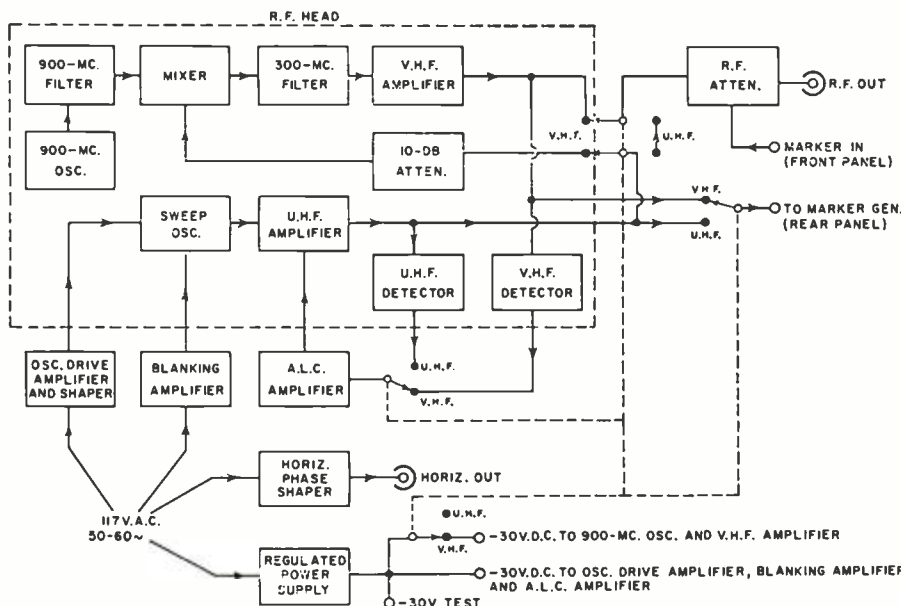 R.F. HEAD
900-MC.
FILTER
MIXER
300-MC.
FILTER
V.H.F.
AMPLIFIER
R.F.
ATTEN.
R.F. OUT
900-MC.
OSC.
10-DB
ATTEN.
V.H.F.
U.H.F.
MARKER IN
(FRONT PANEL)
SWEEP
OSC.
U.H.F.
AMPLIFIER
V.H.F.
U.H.F.
TO MARKER GEN.
(REAR PANEL)
U.H.F.
DETECTOR
V.H.F.
DETECTOR
OSC. DRIVE
AMPLIFIER
AND SHAPER
BLANKING
AMPLIFIER
A.L.C.
AMPLIFIER
U.H.F.
V.H.F.
HORIZ.
PHASE
SHAPER
HORIZ. OUT
117 V.A.C.
50-60~
U.H.F.
V.H.F.
-30V.D.C. TO 900-MC. OSC. AND V.H.F. AMPLIFIER
REGULATED
POWER
SUPPLY
-30V.D.C. TO OSC. DRIVE AMPLIFIER, BLANKING AMPLIFIER
AND A.L.C. AMPLIFIER
-30V TEST